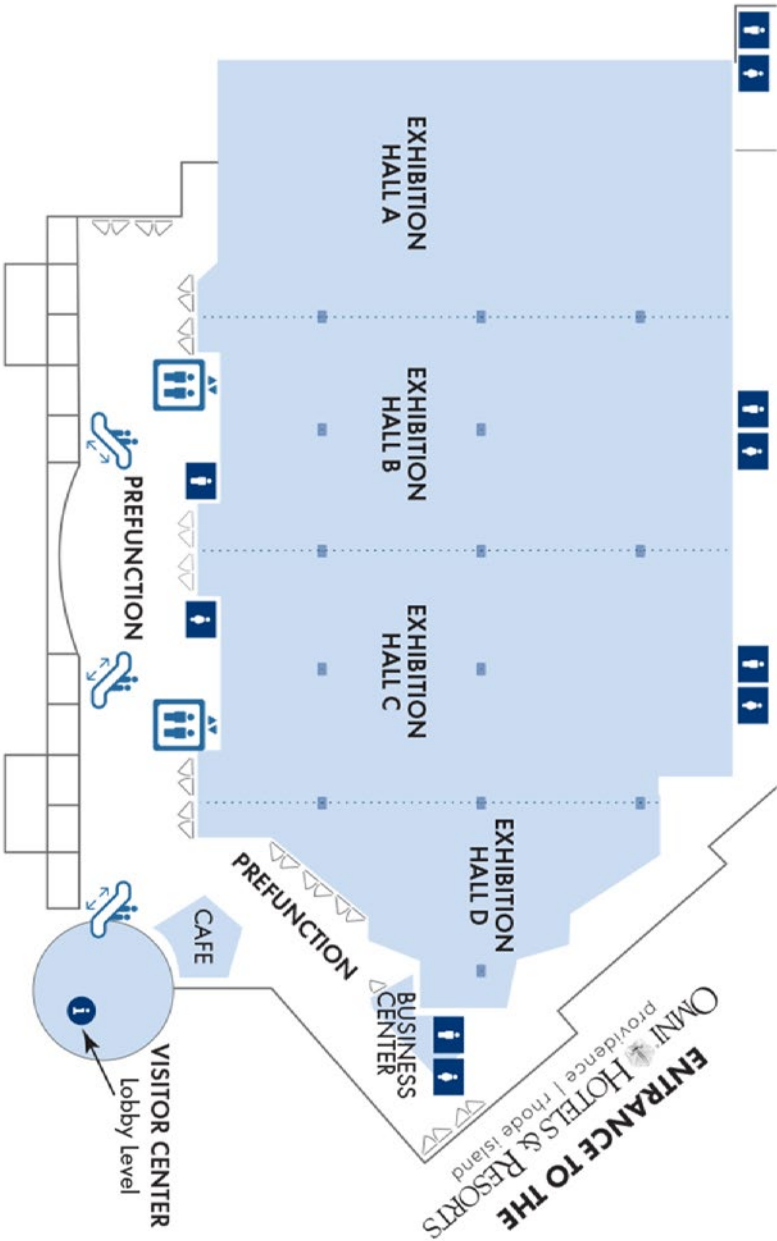 EXHIBITION
HALL A
EXHIBITION
HALL B
EXHIBITION
HALL C
EXHIBITION
HALL D
PREFUNCTION
PREFUNCTION
CAFE
BUSINESS
CENTER
VISITOR CENTER
Lobby Level
i
ENTRANCE TO THE
OMNI HOTELS & RESORTS
providence | rhode island